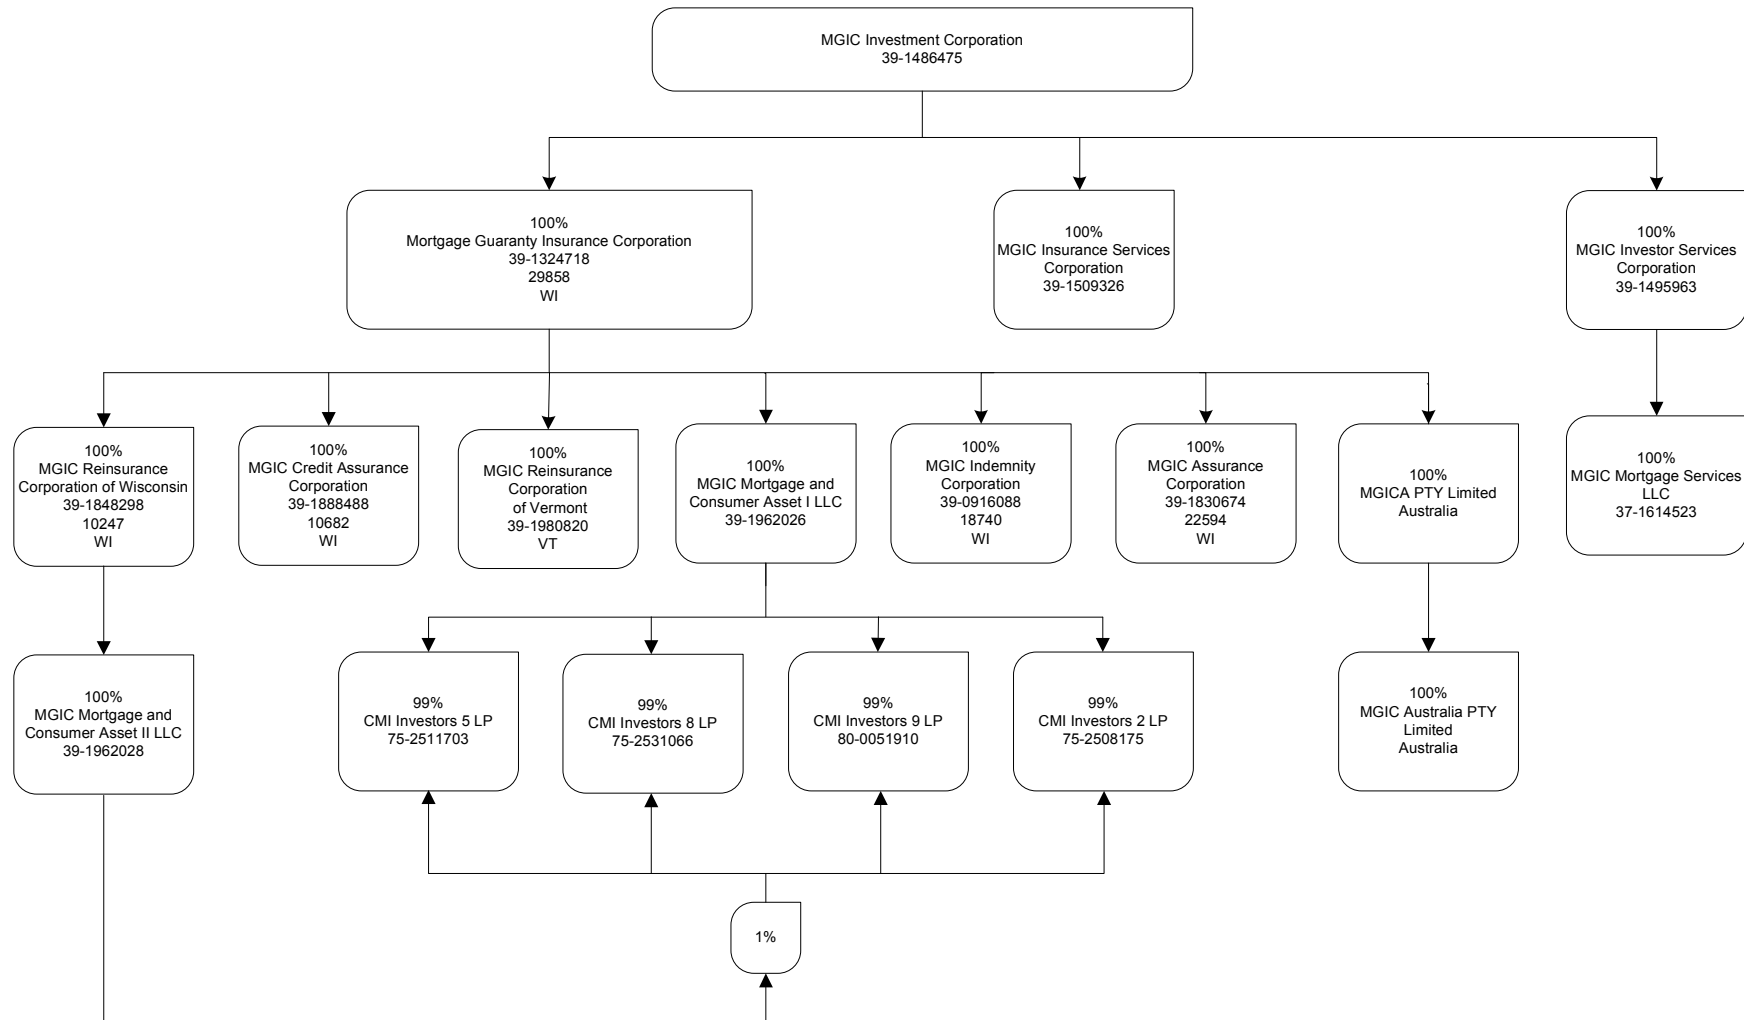 MGIC Investment Corporation
39-1486475
100%
Mortgage Guaranty Insurance Corporation
39-1324718
29858
WI
100%
MGIC Insurance Services
Corporation
39-1509326
100%
MGIC Investor Services
Corporation
39-1495963
100%
MGIC Reinsurance
Corporation of Wisconsin
39-1848298
10247
WI
100%
MGIC Credit Assurance
Corporation
39-1888488
10682
WI
100%
MGIC Reinsurance
Corporation
of Vermont
39-1980820
VT
100%
MGIC Mortgage and
Consumer Asset I LLC
39-1962026
100%
MGIC Indemnity
Corporation
39-0916088
18740
WI
100%
MGIC Assurance
Corporation
39-1830674
22594
WI
100%
MGICA PTY Limited
Australia
100%
MGIC Mortgage Services
LLC
37-1614523
100%
MGIC Mortgage and
Consumer Asset II LLC
39-1962028
99%
CMI Investors 5 LP
75-2511703
99%
CMI Investors 8 LP
75-2531066
99%
CMI Investors 9 LP
80-0051910
99%
CMI Investors 2 LP
75-2508175
100%
MGIC Australia PTY
Limited
Australia
1%